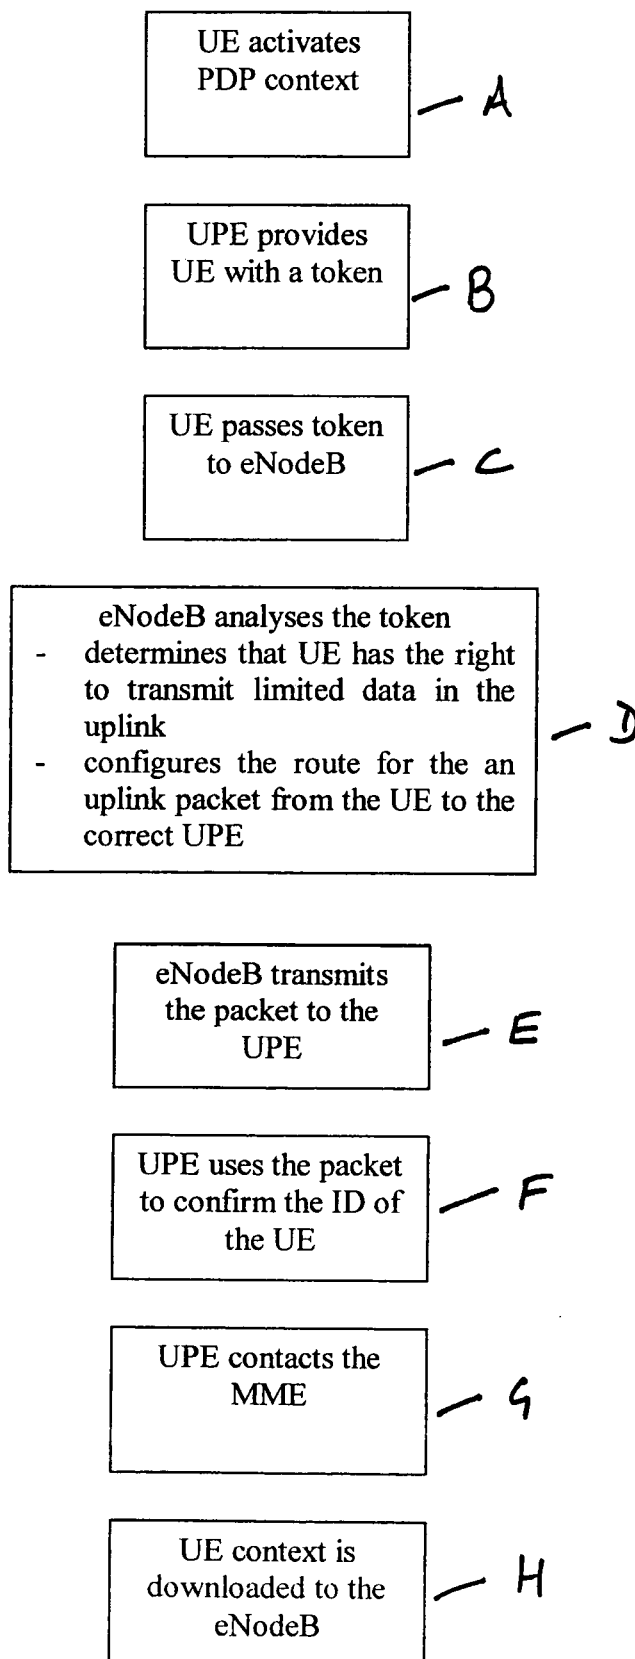 UE activates
PDP context
A
UPE provides
UE with a token
B
UE passes token
to eNodeB
C
eNodeB analyses the token
- determines that UE has the right
to transmit limited data in the
uplink
- configures the route for the an
uplink packet from the UE to the
correct UPE
D
eNodeB transmits
the packet to the
UPE
E
UPE uses the packet
to confirm the ID of
the UE
F
UPE contacts the
MME
G
UE context is
downloaded to the
eNodeB
H